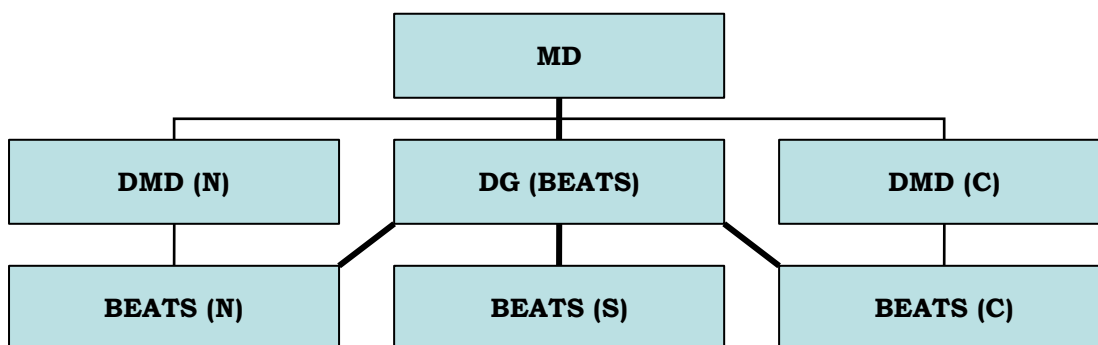 MD
DMD (N)
DG (BEATS)
DMD (C)
BEATS (N)
BEATS (S)
BEATS (C)